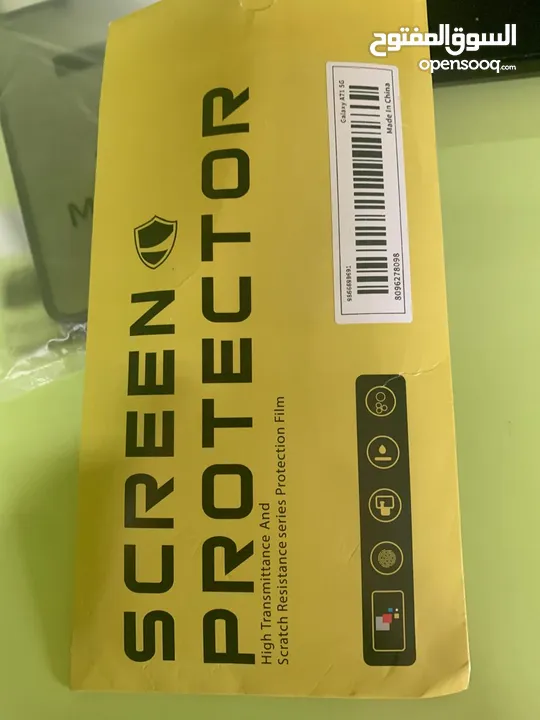 السوق المفتوح
opensooq.com
SCREEN
PROTECTOR
High Transmittance And
Scratch Resistance series Protection Film
Galaxy A71 5G
Made In China
8096278098